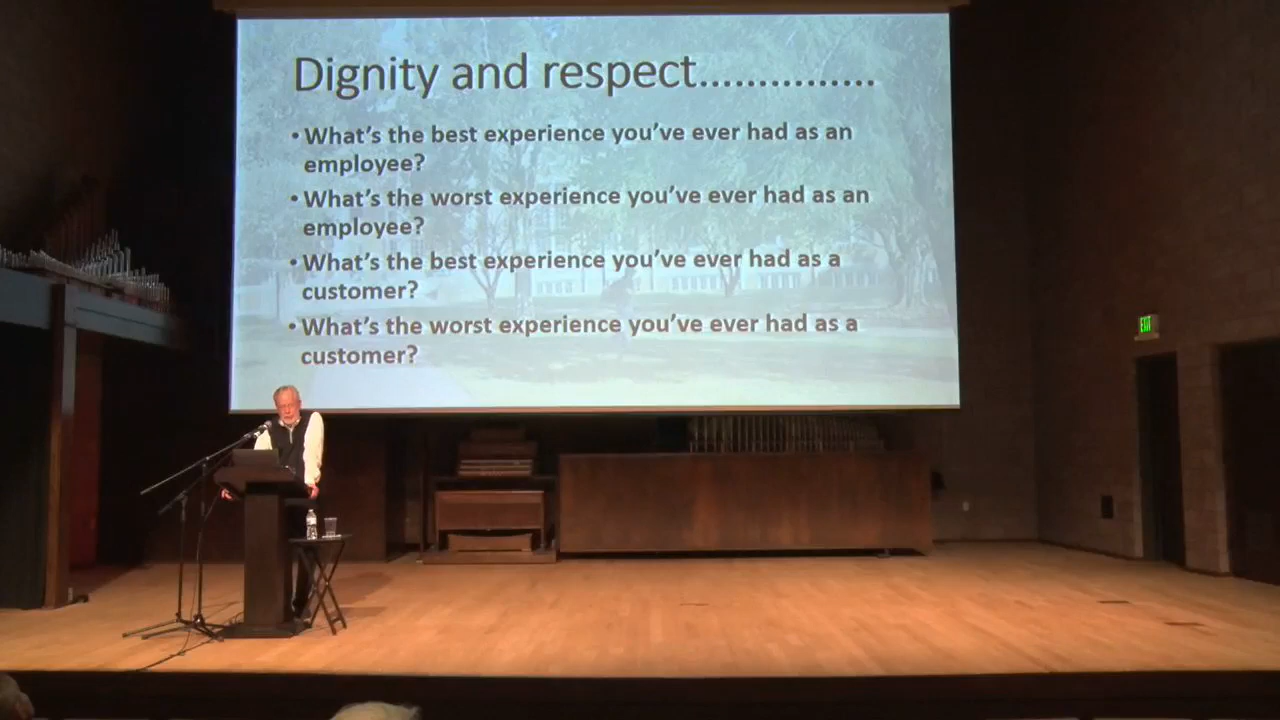 Dignity and respect...............
• What's the best experience you've ever had as an
employee?
• What's the worst experience you've ever had as an
employee?
• What's the best experience you've ever had as a
customer?
• What's the worst experience you've ever had as a
customer?
EXIT